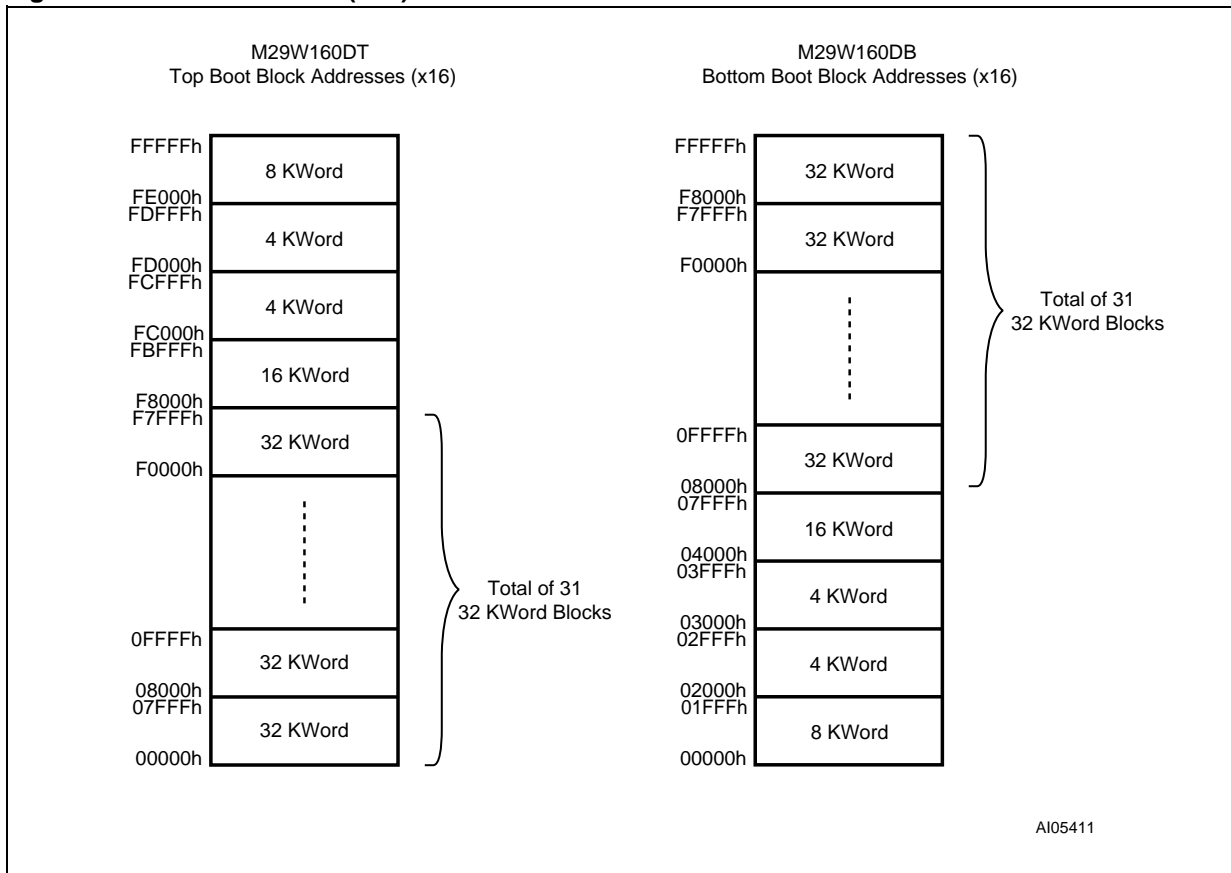 M29W160DT
Top Boot Block Addresses (x16)
FFFFFh
8 KWord
FE000h
FDFFFh
4 KWord
FD000h
FCFFFh
4 KWord
FC000h
FBFFFh
16 KWord
F8000h
F7FFFh
32 KWord
F0000h
Total of 31
32 KWord Blocks
0FFFFh
32 KWord
08000h
07FFFh
32 KWord
00000h
M29W160DB
Bottom Boot Block Addresses (x16)
FFFFFh
32 KWord
F8000h
F7FFFh
32 KWord
F0000h
Total of 31
32 KWord Blocks
0FFFFh
32 KWord
08000h
07FFFh
16 KWord
04000h
03FFFh
4 KWord
03000h
02FFFh
4 KWord
02000h
01FFFh
8 KWord
00000h
AI05411